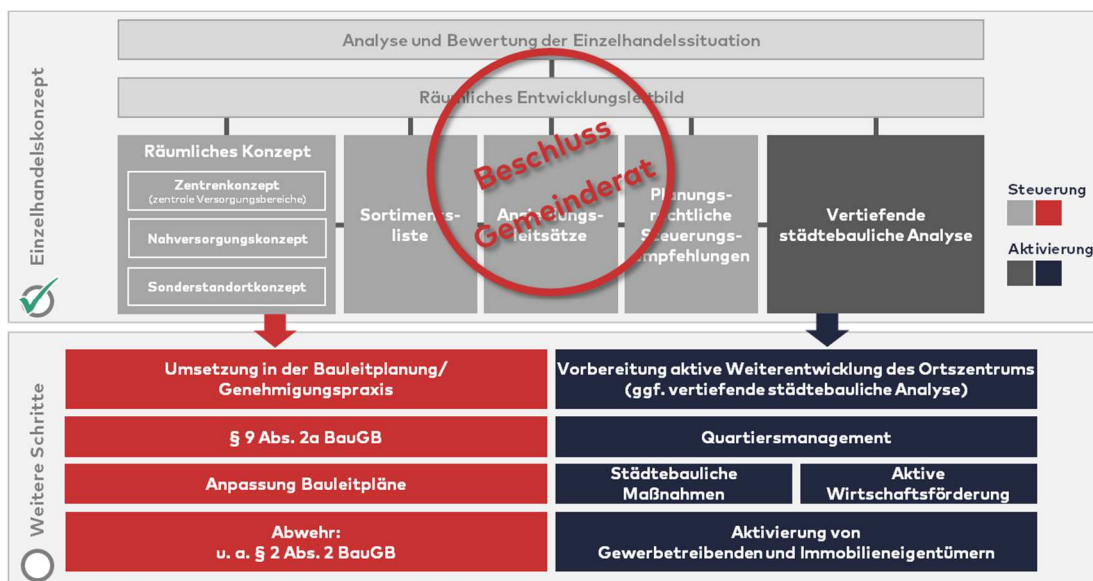 Einzelhandelskonzept
Analyse und Bewertung der Einzelhandelssituation
Räumliches Entwicklungsleitbild
Räumliches Konzept
Zentrenkonzept
(zentrale Versorgungsbereiche)
Nahversorgungskonzept
Sonderstandortkonzept
Sortiments-
liste
Ansiedlungs-
leitsätze
Planungs-
rechtliche
Steuerungs-
empfehlungen
Vertiefende
städtebauliche Analyse
Beschluss
Gemeinderat
Steuerung
Aktivierung
Weitere Schritte
Umsetzung in der Bauleitplanung/
Genehmigungspraxis
§ 9 Abs. 2a BauGB
Anpassung Bauleitpläne
Abwehr:
u. a. § 2 Abs. 2 BauGB
Vorbereitung aktive Weiterentwicklung des Ortszentrums
(ggf. vertiefende städtebauliche Analyse)
Quartiersmanagement
Städtebauliche
Maßnahmen
Aktive
Wirtschaftsförderung
Aktivierung von
Gewerbetreibenden und Immobilieneigentümern